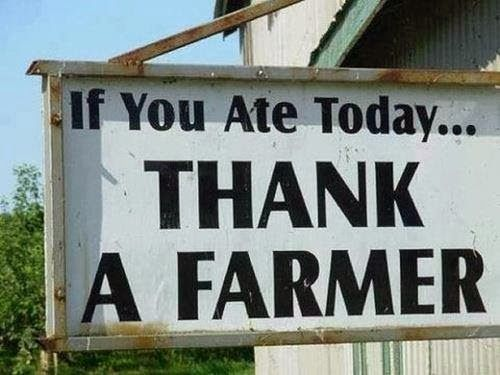 If You Ate Today...
THANK
A FARMER